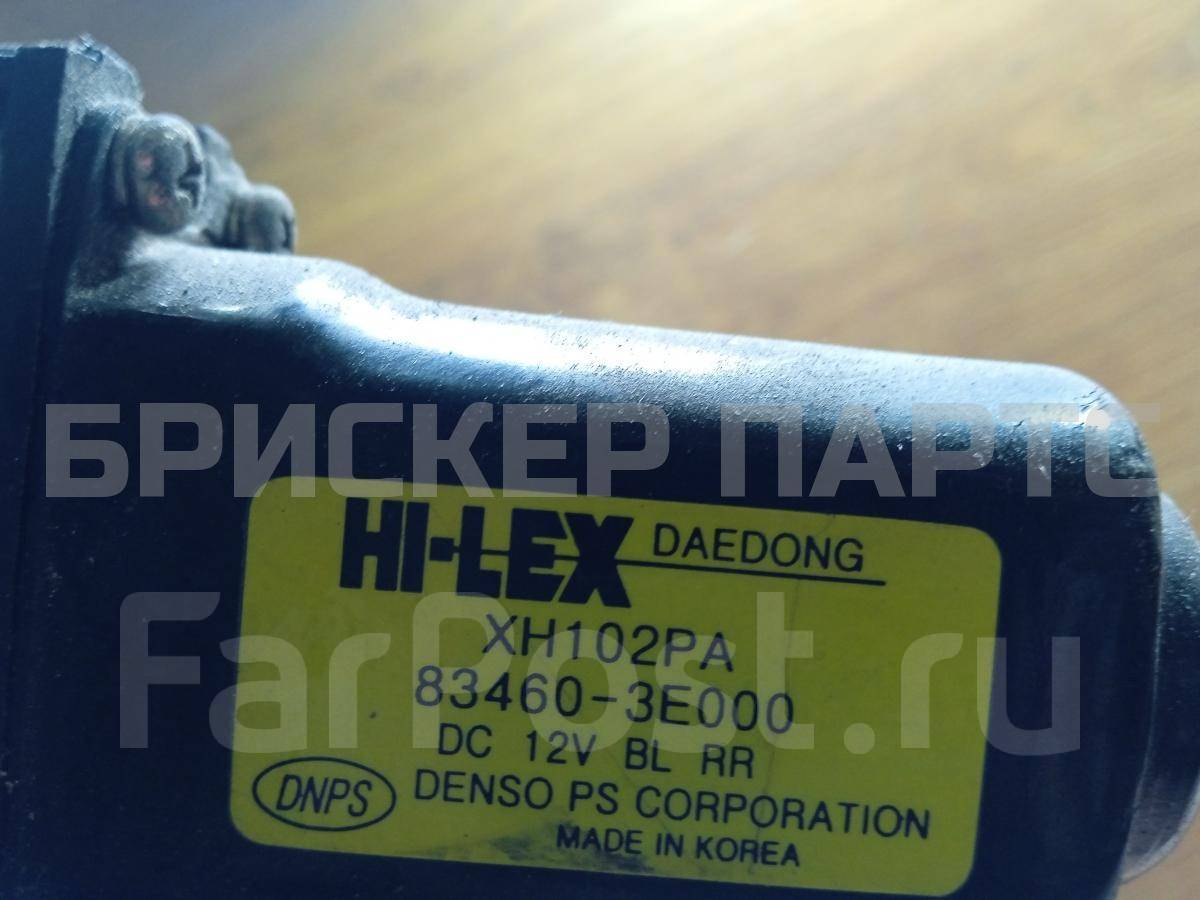 БРИСКЕР ПАРТС
HI-LEX DAEDONG
XH102PA
FarPost.ru
83460-3E000
DC 12V BL RR
DNPS DENSO PS CORPORATION
MADE IN KOREA